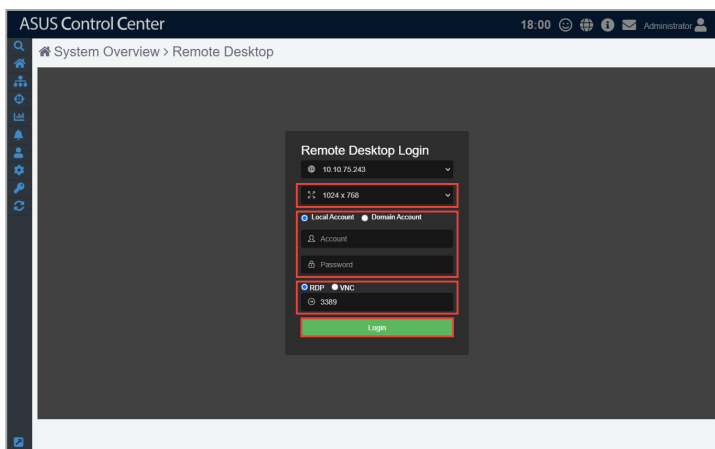 ASUS Control Center
18:00
Administrator
System Overview > Remote Desktop
Remote Desktop Login
10.10.75.243
1024 x 768
Local Account Domain Account
Account
Password
RDP VNC
3389
Login